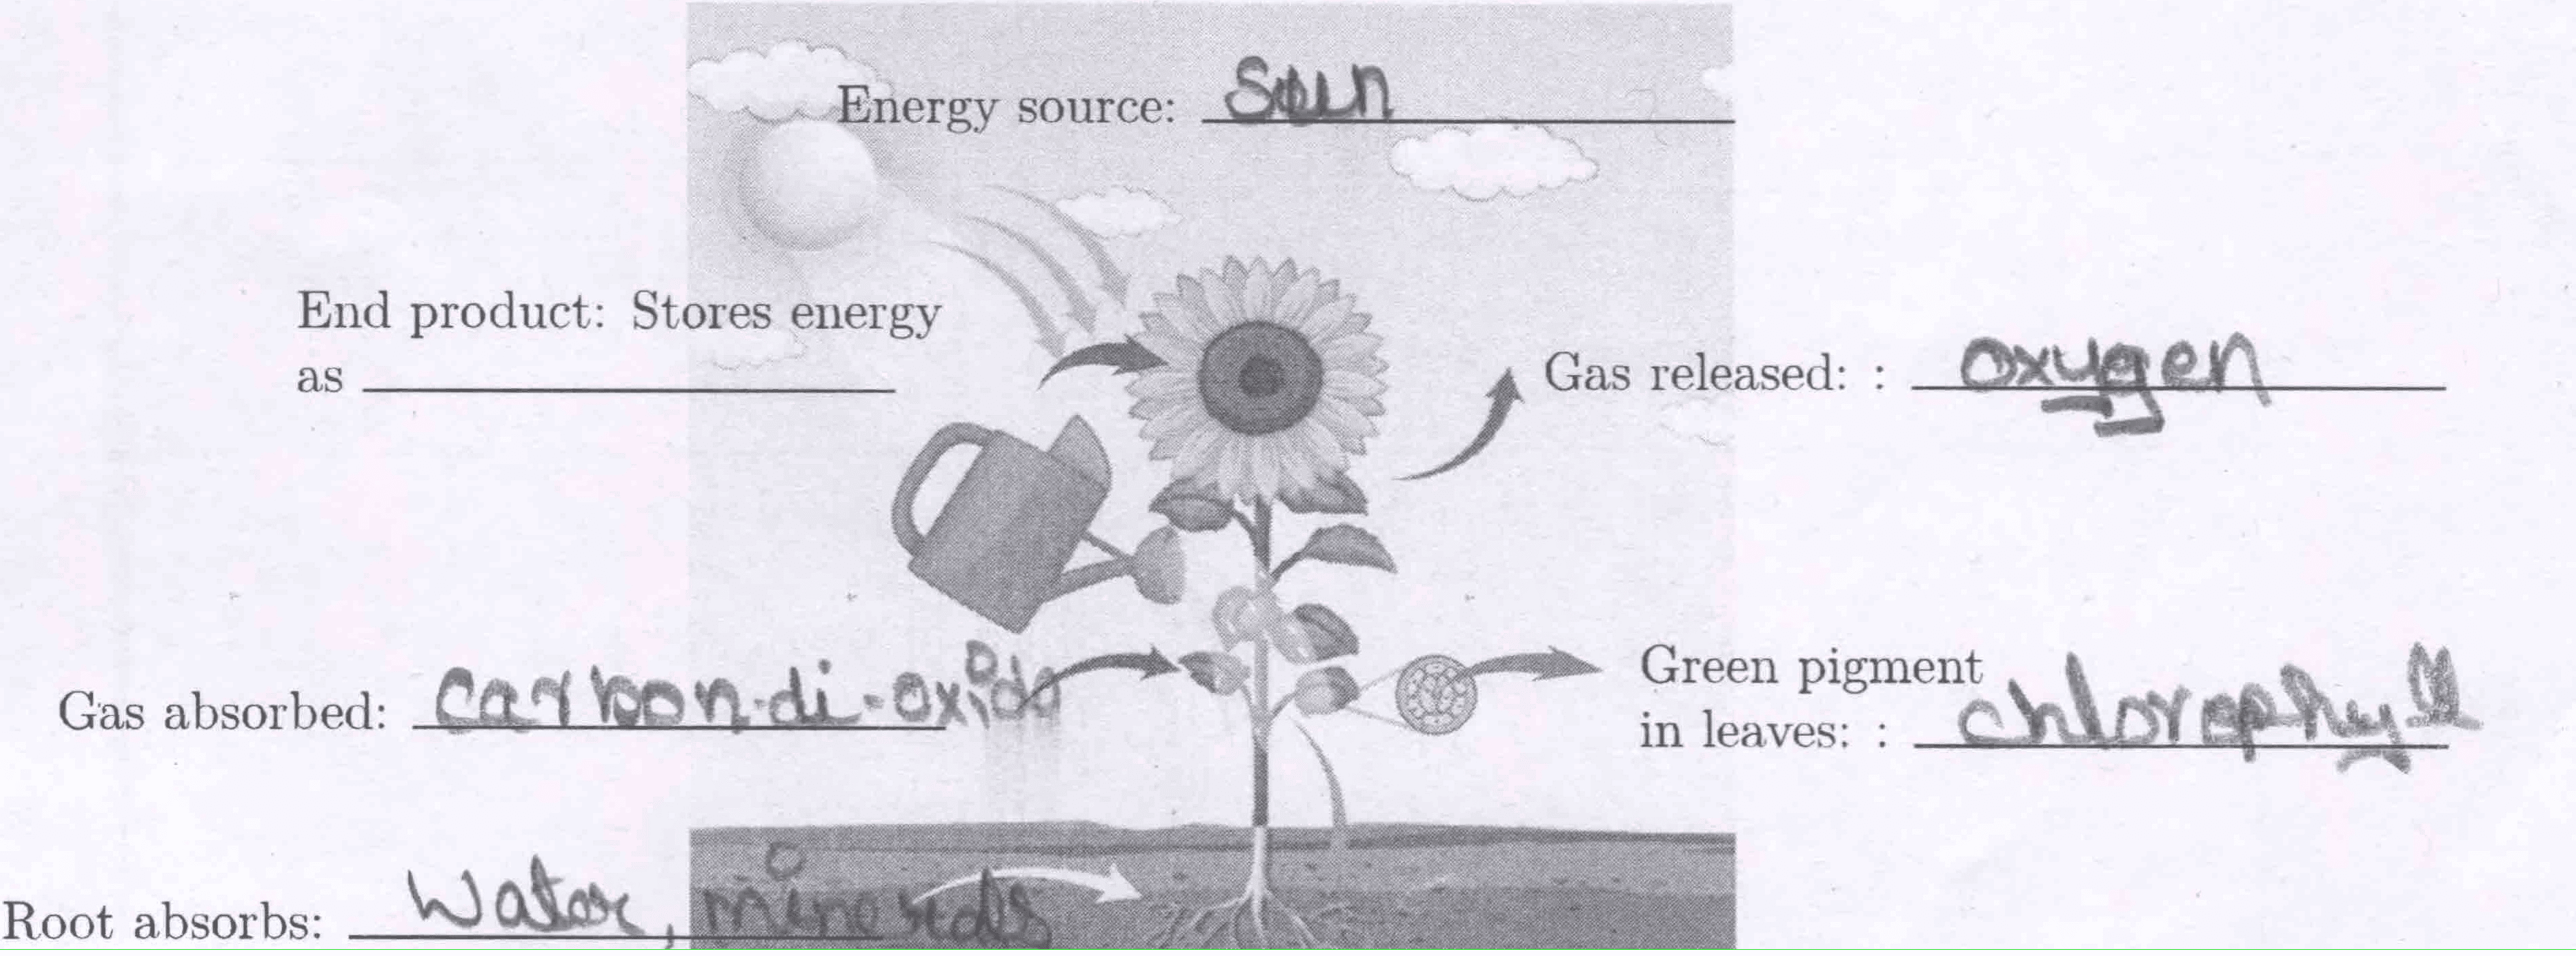 Energy source: Sun
End product: Stores energy
as
Gas released: : oxygen
Gas absorbed: carbon-di-oxide
Green pigment
in leaves: : chlorophyll
Root absorbs: Water, minerals